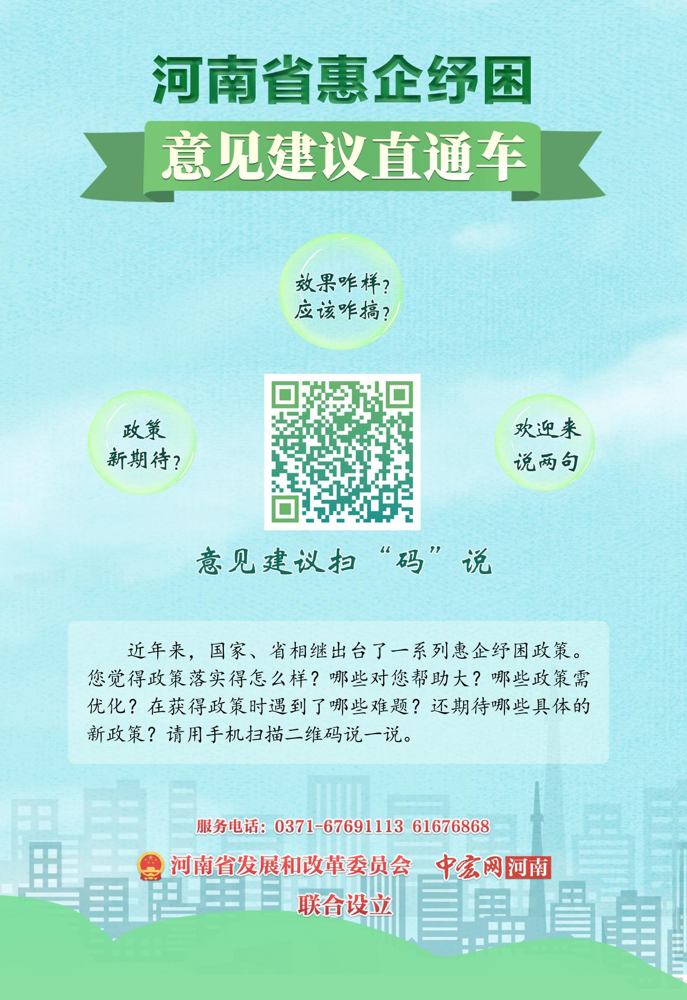 河南省惠企纾困
意见建议直通车
效果咋样？
应该咋搞？
政策
新期待？
欢迎来
说两句
意见建议扫“码”说
近年来，国家、省相继出台了一系列惠企纾困政策。
您觉得政策落实得怎么样？哪些对您帮助大？哪些政策需
优化？在获得政策时遇到了哪些难题？还期待哪些具体的
新政策？请用手机扫描二维码说一说。
服务电话：0371-67691113 61676868
河南省发展和改革委员会 中宏网河南
联合设立